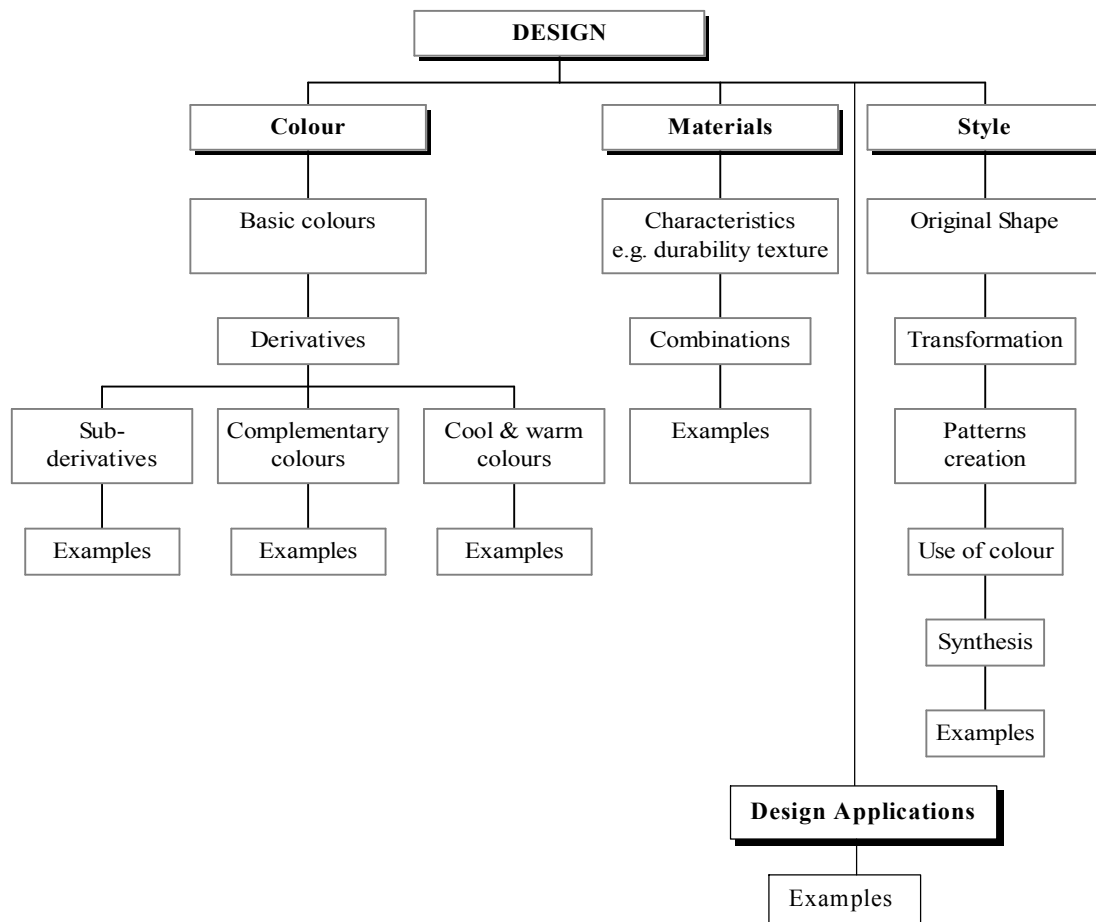 DESIGN
Colour
Materials
Style
Basic colours
Characteristics
e.g. durability texture
Original Shape
Derivatives
Combinations
Transformation
Sub-
derivatives
Complementary
colours
Cool & warm
colours
Examples
Patterns
creation
Examples
Examples
Examples
Use of colour
Synthesis
Examples
Design Applications
Examples